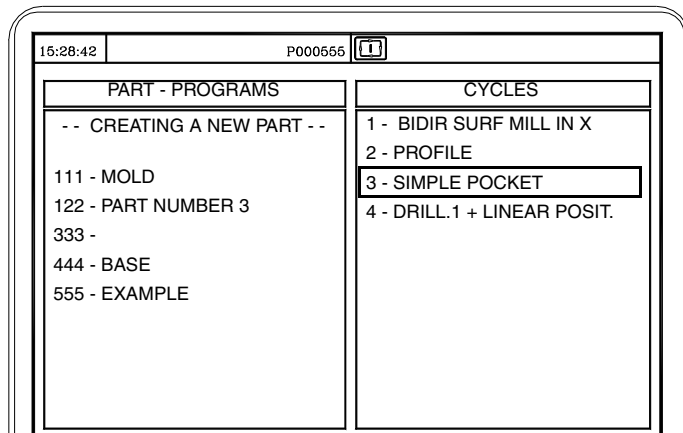 15:28:42 P000555
PART - PROGRAMS
- - CREATING A NEW PART - -
111 - MOLD
122 - PART NUMBER 3
333 -
444 - BASE
555 - EXAMPLE
CYCLES
1 - BIDIR SURF MILL IN X
2 - PROFILE
3 - SIMPLE POCKET
4 - DRILL.1 + LINEAR POSIT.